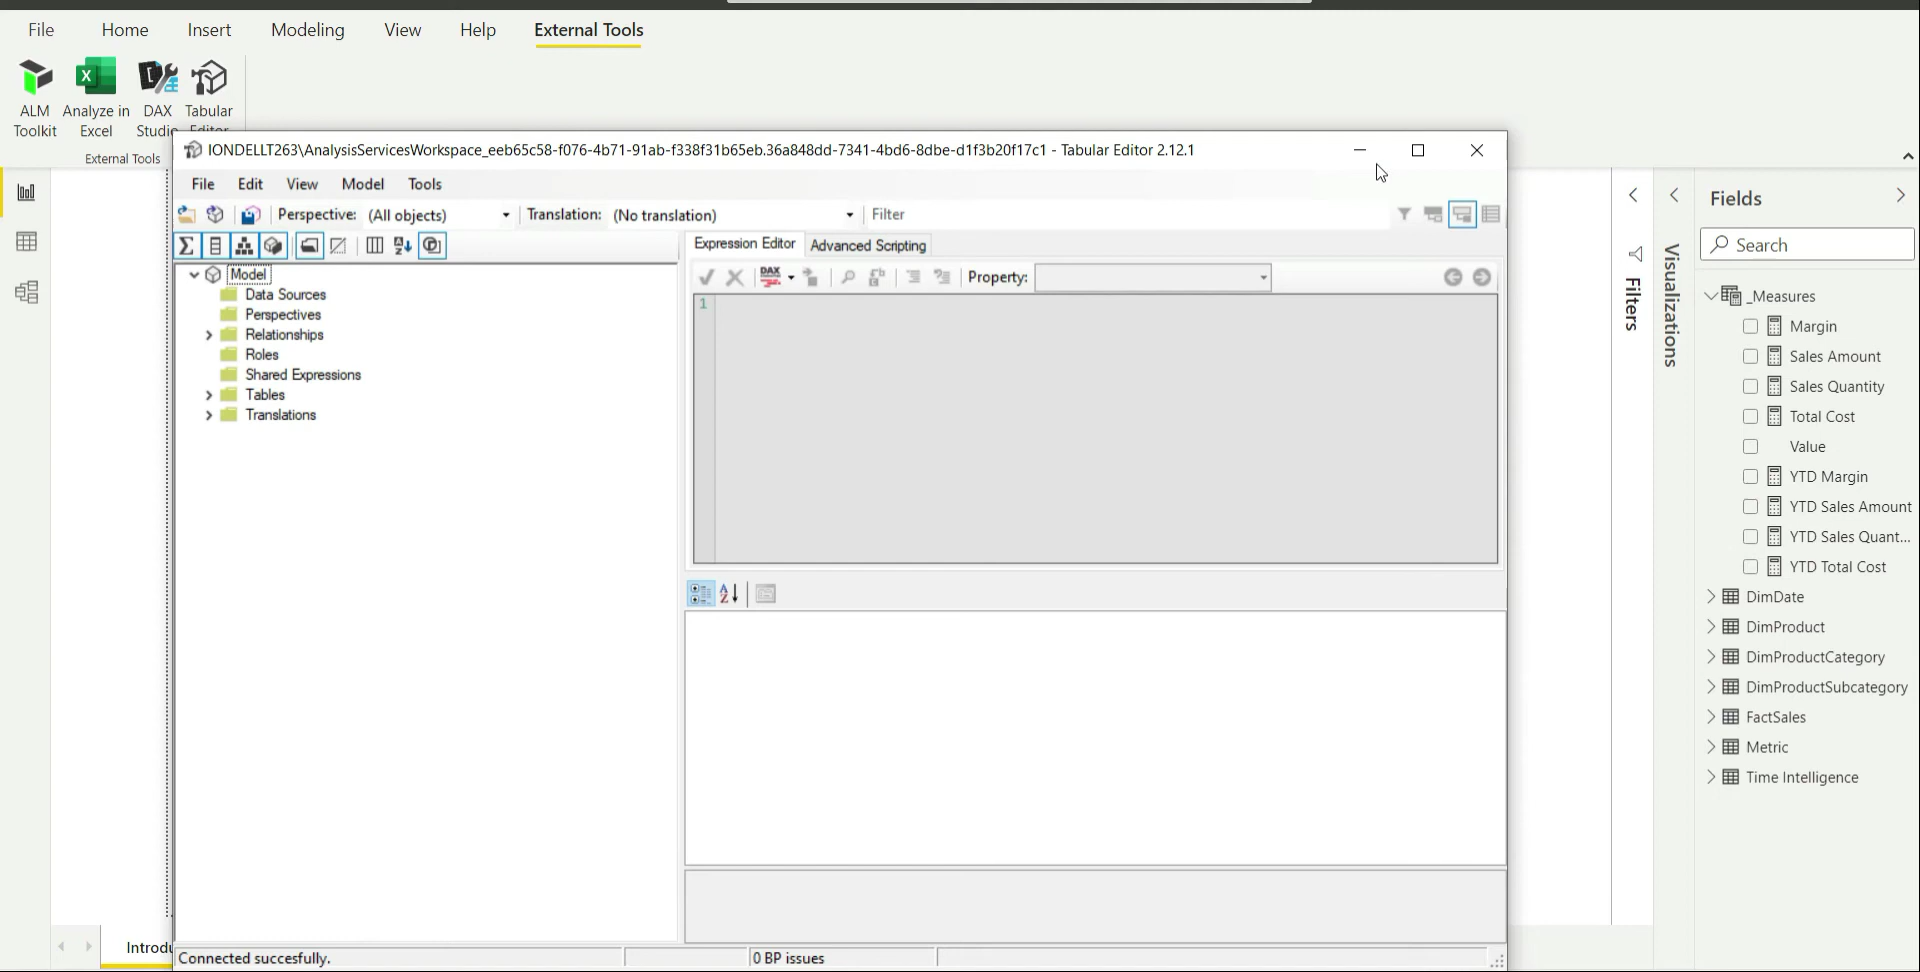 File Home Insert Modeling View Help External Tools
ALM Toolkit
Analyze in Excel
DAX Studio
Tabular Editor
External Tools
IONDELLT263\AnalysisServicesWorkspace_eeb65c58-f076-4b71-91ab-f338f31b65eb.36a848dd-7341-4bd6-8dbe-d1f3b20f17c1 - Tabular Editor 2.12.1
File Edit View Model Tools
Perspective: (All objects) Translation: (No translation) Filter
Expression Editor Advanced Scripting
DAX Property:
1
Model
Data Sources
Perspectives
Relationships
Roles
Shared Expressions
Tables
Translations
Connected succesfully. 0 BP issues
Introdu
Filters
Visualizations
Fields
Search
_Measures
Margin
Sales Amount
Sales Quantity
Total Cost
Value
YTD Margin
YTD Sales Amount
YTD Sales Quant...
YTD Total Cost
DimDate
DimProduct
DimProductCategory
DimProductSubcategory
FactSales
Metric
Time Intelligence